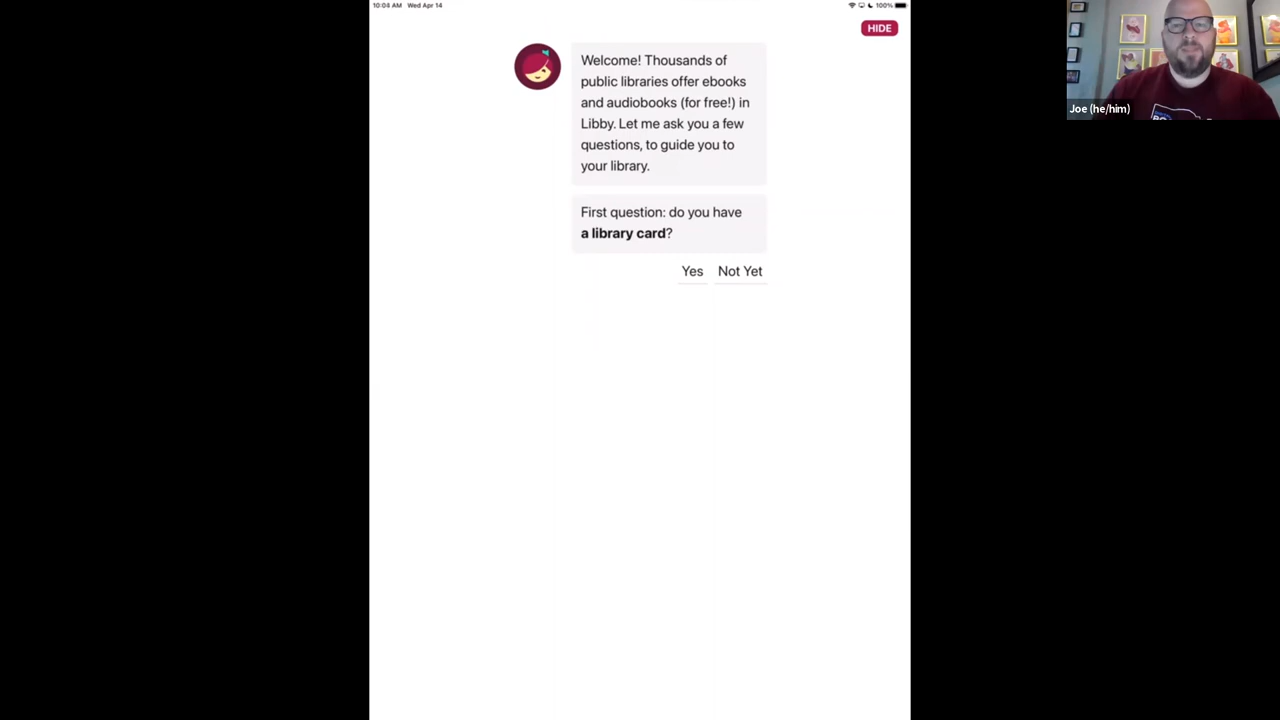 10:08 AM Wed Apr 14
100%
HIDE
Welcome! Thousands of
public libraries offer ebooks
and audiobooks (for free!) in
Libby. Let me ask you a few
questions, to guide you to
your library.
First question: do you have
a library card?
Yes Not Yet
Joe (he/him)